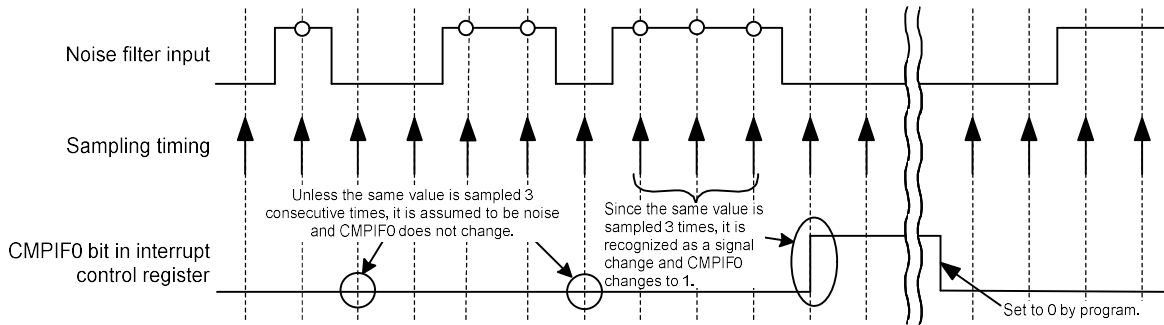 Noise filter input
Sampling timing
Unless the same value is sampled 3
consecutive times, it is assumed to be noise
and CMPIF0 does not change.
Since the same value is
sampled 3 times, it is
recognized as a signal
change and CMPIF0
changes to 1.
CMPIF0 bit in interrupt
control register
Set to 0 by program.